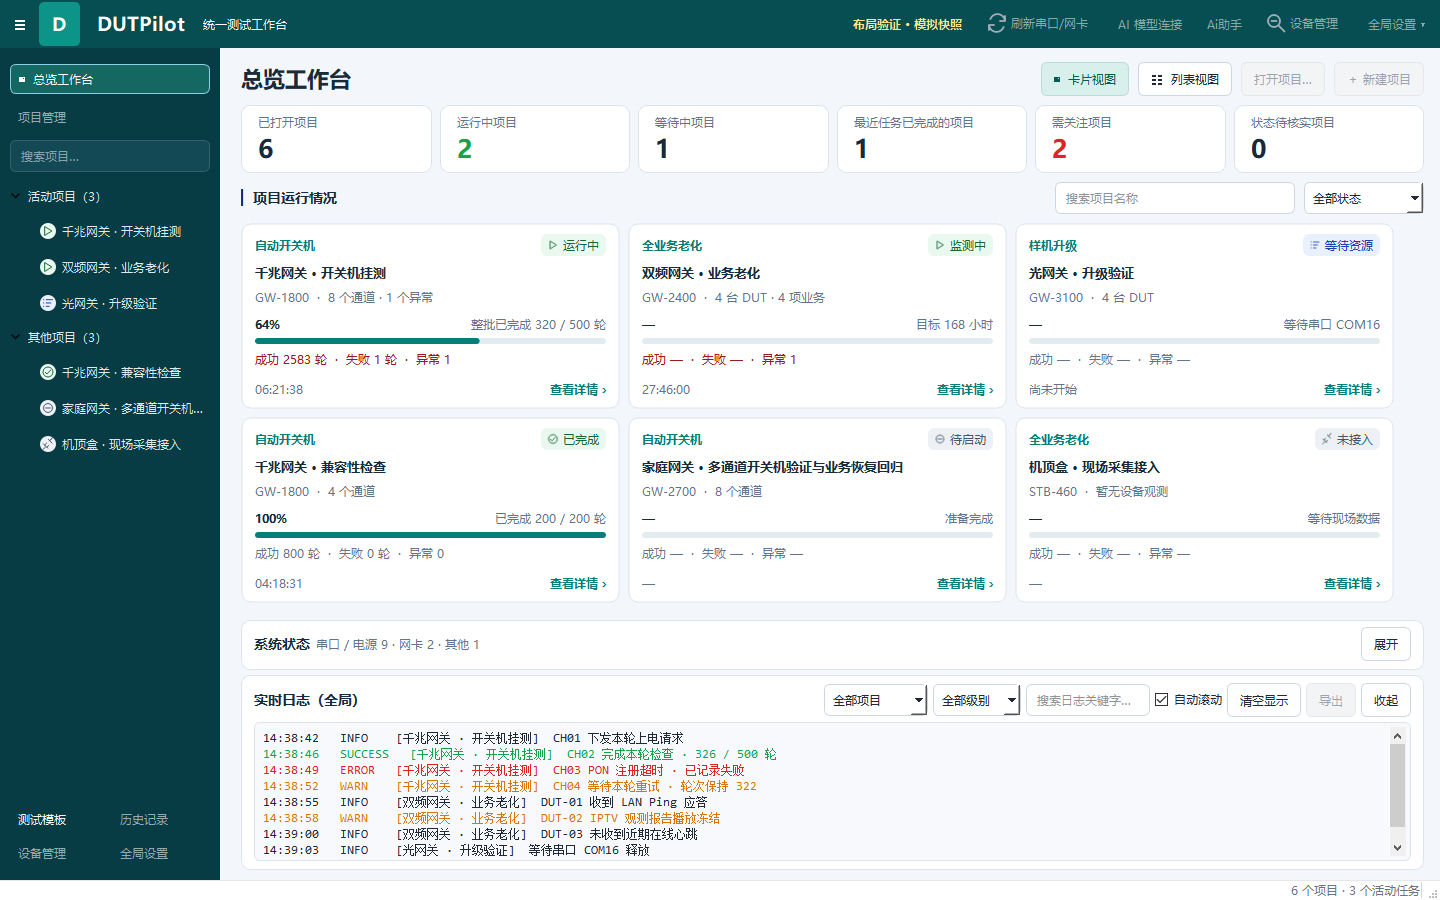 D DUTPilot 统一测试工作台 布局验证 • 模拟快照 刷新串口/网卡 AI 模型连接 Ai助手 设备管理 全局设置
总览工作台
项目管理
搜索项目...
活动项目（3）
千兆网关 · 开关机挂测
双频网关 · 业务老化
光网关 · 升级验证
其他项目（3）
千兆网关 · 兼容性检查
家庭网关 · 多通道开关机...
机顶盒 · 现场采集接入
测试模板 历史记录
设备管理 全局设置
总览工作台 卡片视图 列表视图 打开项目... + 新建项目
已打开项目
6
运行中项目
2
等待中项目
1
最近任务已完成的项目
1
需关注项目
2
状态待核实项目
0
项目运行情况 搜索项目名称 全部状态
自动开关机 运行中
千兆网关 • 开关机挂测
GW-1800 · 8 个通道 · 1 个异常
64% 整批已完成 320 / 500 轮
成功 2583 轮 · 失败 1 轮 · 异常 1
06:21:38 查看详情 ›
全业务老化 监测中
双频网关 • 业务老化
GW-2400 · 4 台 DUT · 4 项业务
— 目标 168 小时
成功 — · 失败 — · 异常 1
27:46:00 查看详情 ›
样机升级 等待资源
光网关 • 升级验证
GW-3100 · 4 台 DUT
— 等待串口 COM16
成功 — · 失败 — · 异常 —
尚未开始 查看详情 ›
自动开关机 已完成
千兆网关 • 兼容性检查
GW-1800 · 4 个通道
100% 已完成 200 / 200 轮
成功 800 轮 · 失败 0 轮 · 异常 0
04:18:31 查看详情 ›
自动开关机 待启动
家庭网关 • 多通道开关机验证与业务恢复回归
GW-2700 · 8 个通道
— 准备完成
成功 — · 失败 — · 异常 —
— 查看详情 ›
全业务老化 未接入
机顶盒 • 现场采集接入
STB-460 · 暂无设备观测
— 等待现场数据
成功 — · 失败 — · 异常 —
— 查看详情 ›
系统状态 串口 / 电源 9 · 网卡 2 · 其他 1 展开
实时日志（全局） 全部项目 全部级别 搜索日志关键字... 自动滚动 清空显示 导出 收起
14:38:42 INFO [千兆网关 · 开关机挂测] CH01 下发本轮上电请求
14:38:46 SUCCESS [千兆网关 · 开关机挂测] CH02 完成本轮检查 · 326 / 500 轮
14:38:49 ERROR [千兆网关 · 开关机挂测] CH03 PON 注册超时 · 已记录失败
14:38:52 WARN [千兆网关 · 开关机挂测] CH04 等待本轮重试 · 轮次保持 322
14:38:55 INFO [双频网关 · 业务老化] DUT-01 收到 LAN Ping 应答
14:38:58 WARN [双频网关 · 业务老化] DUT-02 IPTV 观测报告播放冻结
14:39:00 INFO [双频网关 · 业务老化] DUT-03 未收到近期在线心跳
14:39:03 INFO [光网关 · 升级验证] 等待串口 COM16 释放
6 个项目 · 3 个活动任务